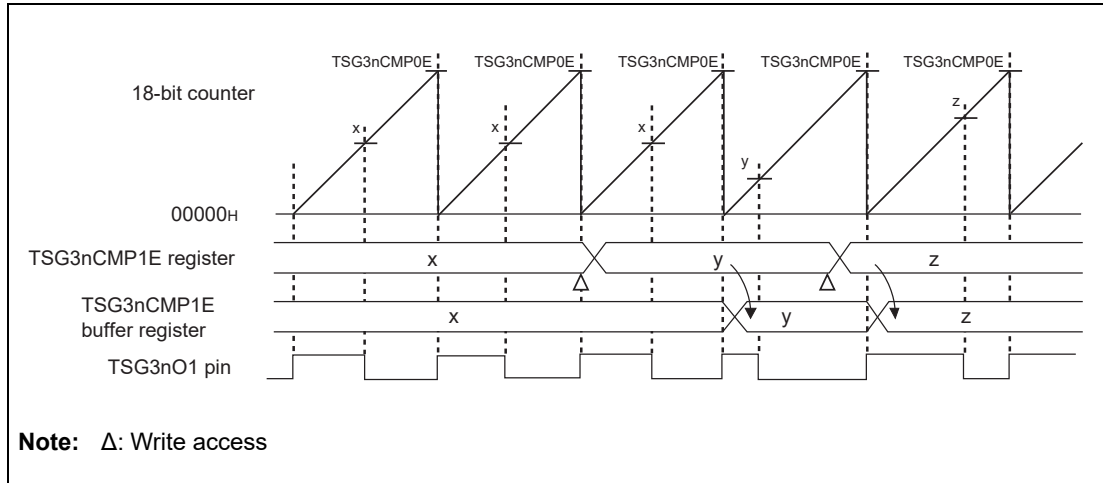 TSG3nCMP0E TSG3nCMP0E TSG3nCMP0E TSG3nCMP0E TSG3nCMP0E
18-bit counter
x x x y z
00000H
TSG3nCMP1E register
x y z
TSG3nCMP1E
buffer register
x y z
TSG3nO1 pin
Note: Δ: Write access